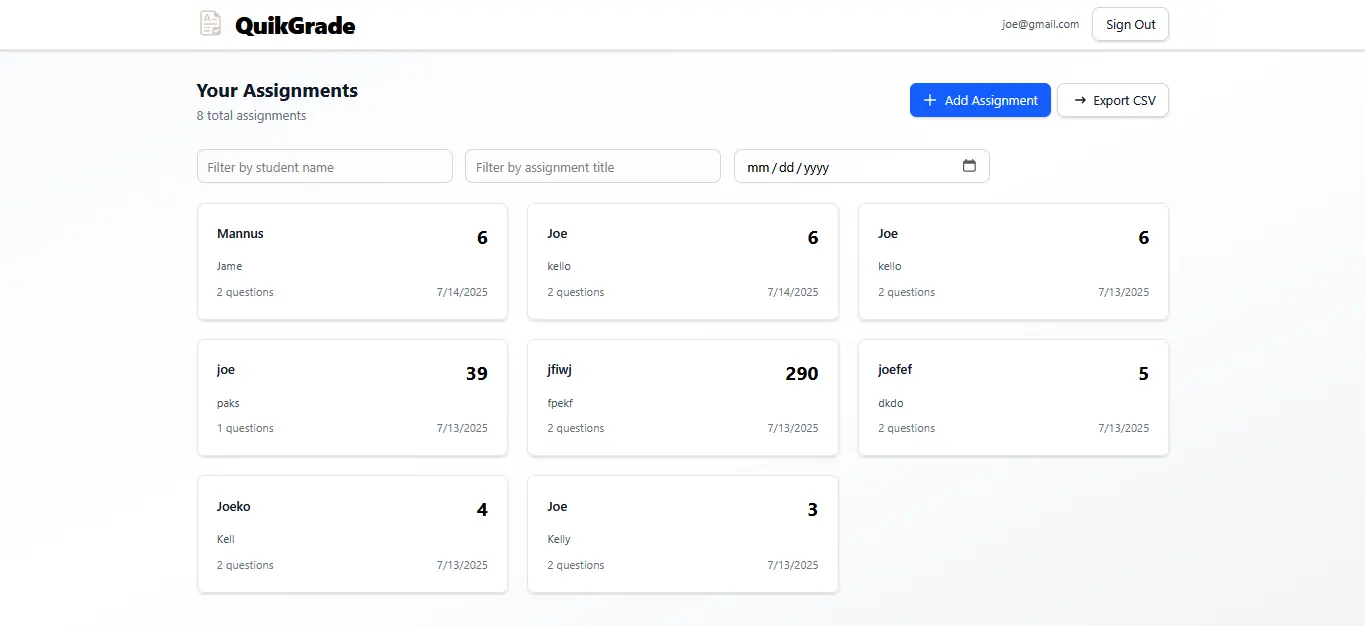 QuikGrade
joe@gmail.com
Sign Out
Your Assignments
8 total assignments
Add Assignment
Export CSV
Filter by student name
Filter by assignment title
mm/dd/yyyy
Mannus
6
Jame
2 questions
7/14/2025
Joe
6
kello
2 questions
7/14/2025
Joe
6
kello
2 questions
7/13/2025
joe
39
paks
1 questions
7/13/2025
jfiwj
290
fpekf
2 questions
7/13/2025
joefef
5
dkdo
2 questions
7/13/2025
Joeko
4
Kell
2 questions
7/13/2025
Joe
3
Kelly
2 questions
7/13/2025